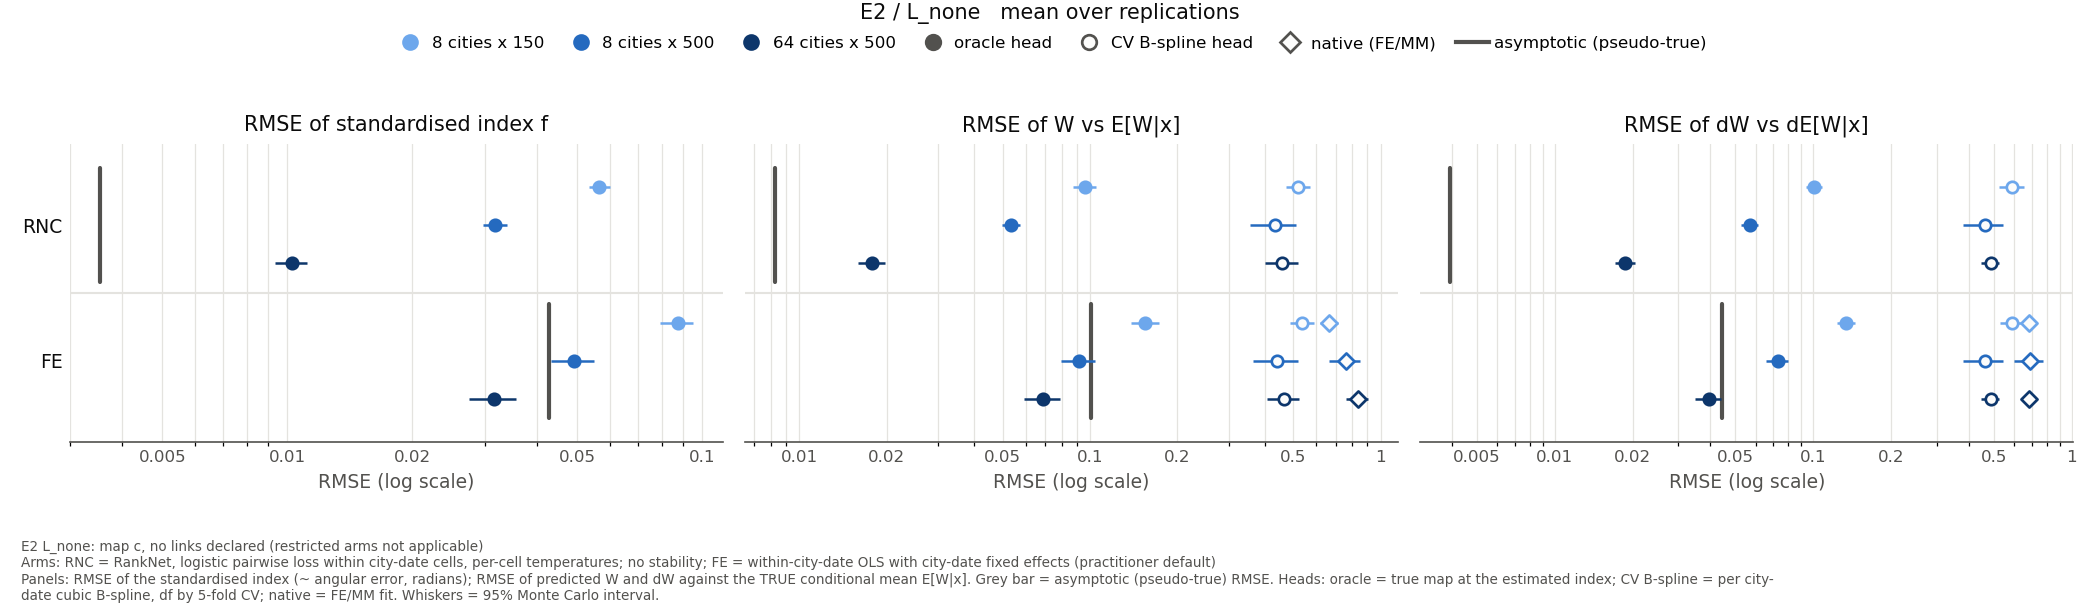 E2 / L_none   mean over replications
8 cities x 150   8 cities x 500   64 cities x 500   oracle head   CV B-spline head   native (FE/MM)   asymptotic (pseudo-true)
RMSE of standardised index f
RMSE of W vs E[W|x]
RMSE of dW vs dE[W|x]
RNC
FE
0.005 0.01 0.02 0.05 0.1
0.01 0.02 0.05 0.1 0.2 0.5 1
0.005 0.01 0.02 0.05 0.1 0.2 0.5 1
RMSE (log scale)
RMSE (log scale)
RMSE (log scale)
E2 L_none: map c, no links declared (restricted arms not applicable)
Arms: RNC = RankNet, logistic pairwise loss within city-date cells, per-cell temperatures; no stability; FE = within-city-date OLS with city-date fixed effects (practitioner default)
Panels: RMSE of the standardised index (~ angular error, radians); RMSE of predicted W and dW against the TRUE conditional mean E[W|x]. Grey bar = asymptotic (pseudo-true) RMSE. Heads: oracle = true map at the estimated index; CV B-spline = per city-
date cubic B-spline, df by 5-fold CV; native = FE/MM fit. Whiskers = 95% Monte Carlo interval.